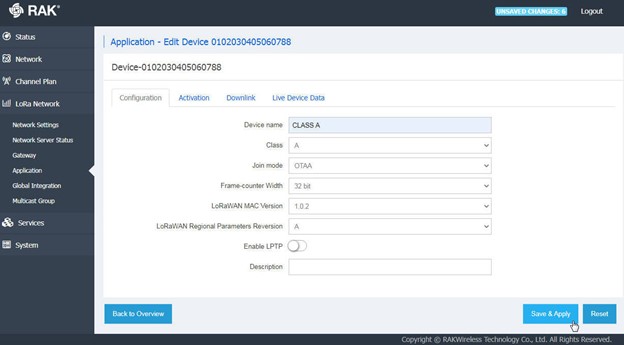 RAK®
UNSAVED CHANGES: 6
Logout
Status
Network
Channel Plan
LoRa Network
Network Settings
Network Server Status
Gateway
Application
Global Integration
Multicast Group
Services
System
Application - Edit Device 0102030405060788
Device-0102030405060788
Configuration Activation Downlink Live Device Data
Device name CLASS A
Class A
Join mode OTAA
Frame-counter Width 32 bit
LoRaWAN MAC Version 1.0.2
LoRaWAN Regional Parameters Reversion A
Enable LPTP
Description
Back to Overview Save & Apply Reset
Copyright © RAKWireless Technology Co., Ltd. All Rights Reserved.